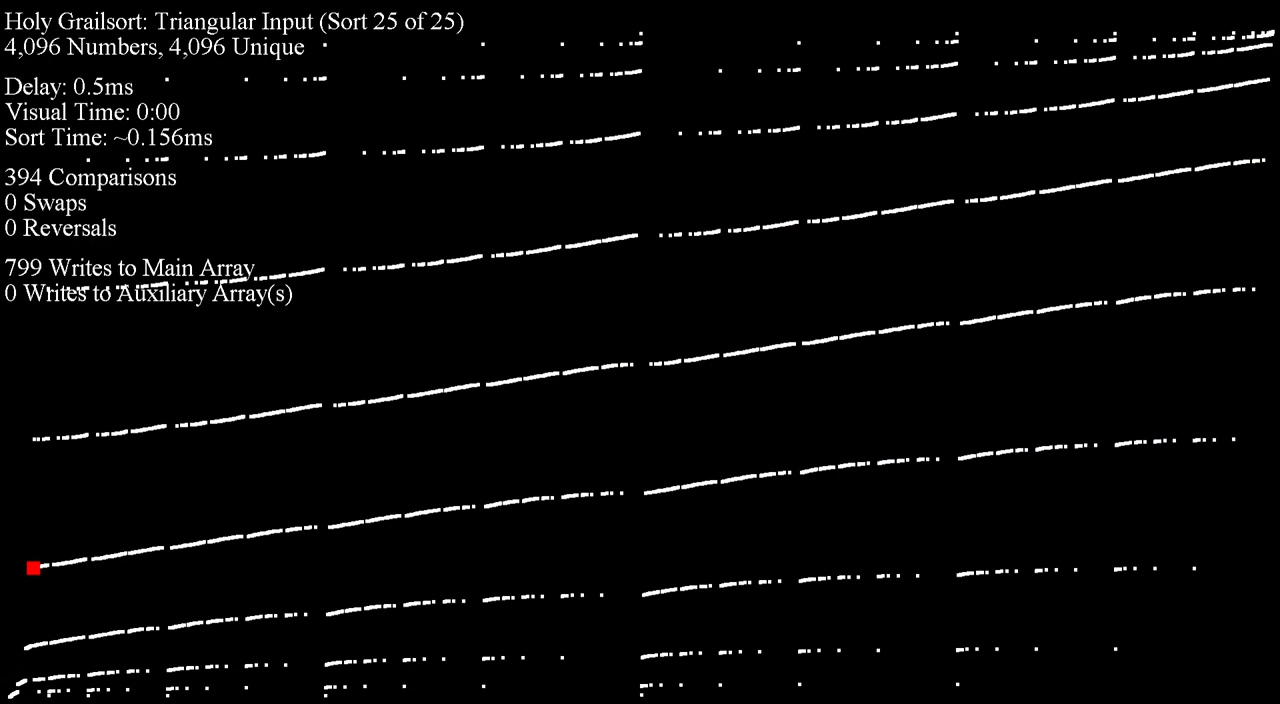 Holy Grailsort: Triangular Input (Sort 25 of 25)
4,096 Numbers, 4,096 Unique
Delay: 0.5ms
Visual Time: 0:00
Sort Time: ~0.156ms
394 Comparisons
0 Swaps
0 Reversals
799 Writes to Main Array
0 Writes to Auxiliary Array(s)